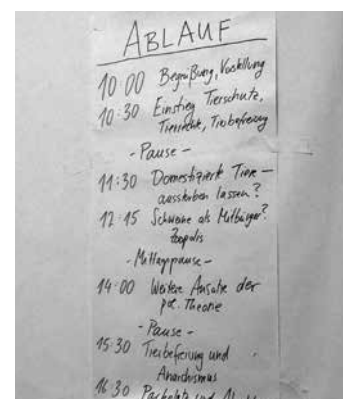 ABLAUF
10:00 Begrüßung, Vorstellung
10:30 Einstieg Tierschutz,
Tierrechte, Tierbefreiung
- Pause -
11:30 Domestizierte Tiere –
aussterben lassen?
12:15 Schweine als Mitbürger?
Zoopolis
- Mittagspause -
14:00 Weitere Ansätze der
pol. Theorie
- Pause -
15:30 Tierbefreiung und
Anarchismus
16:30